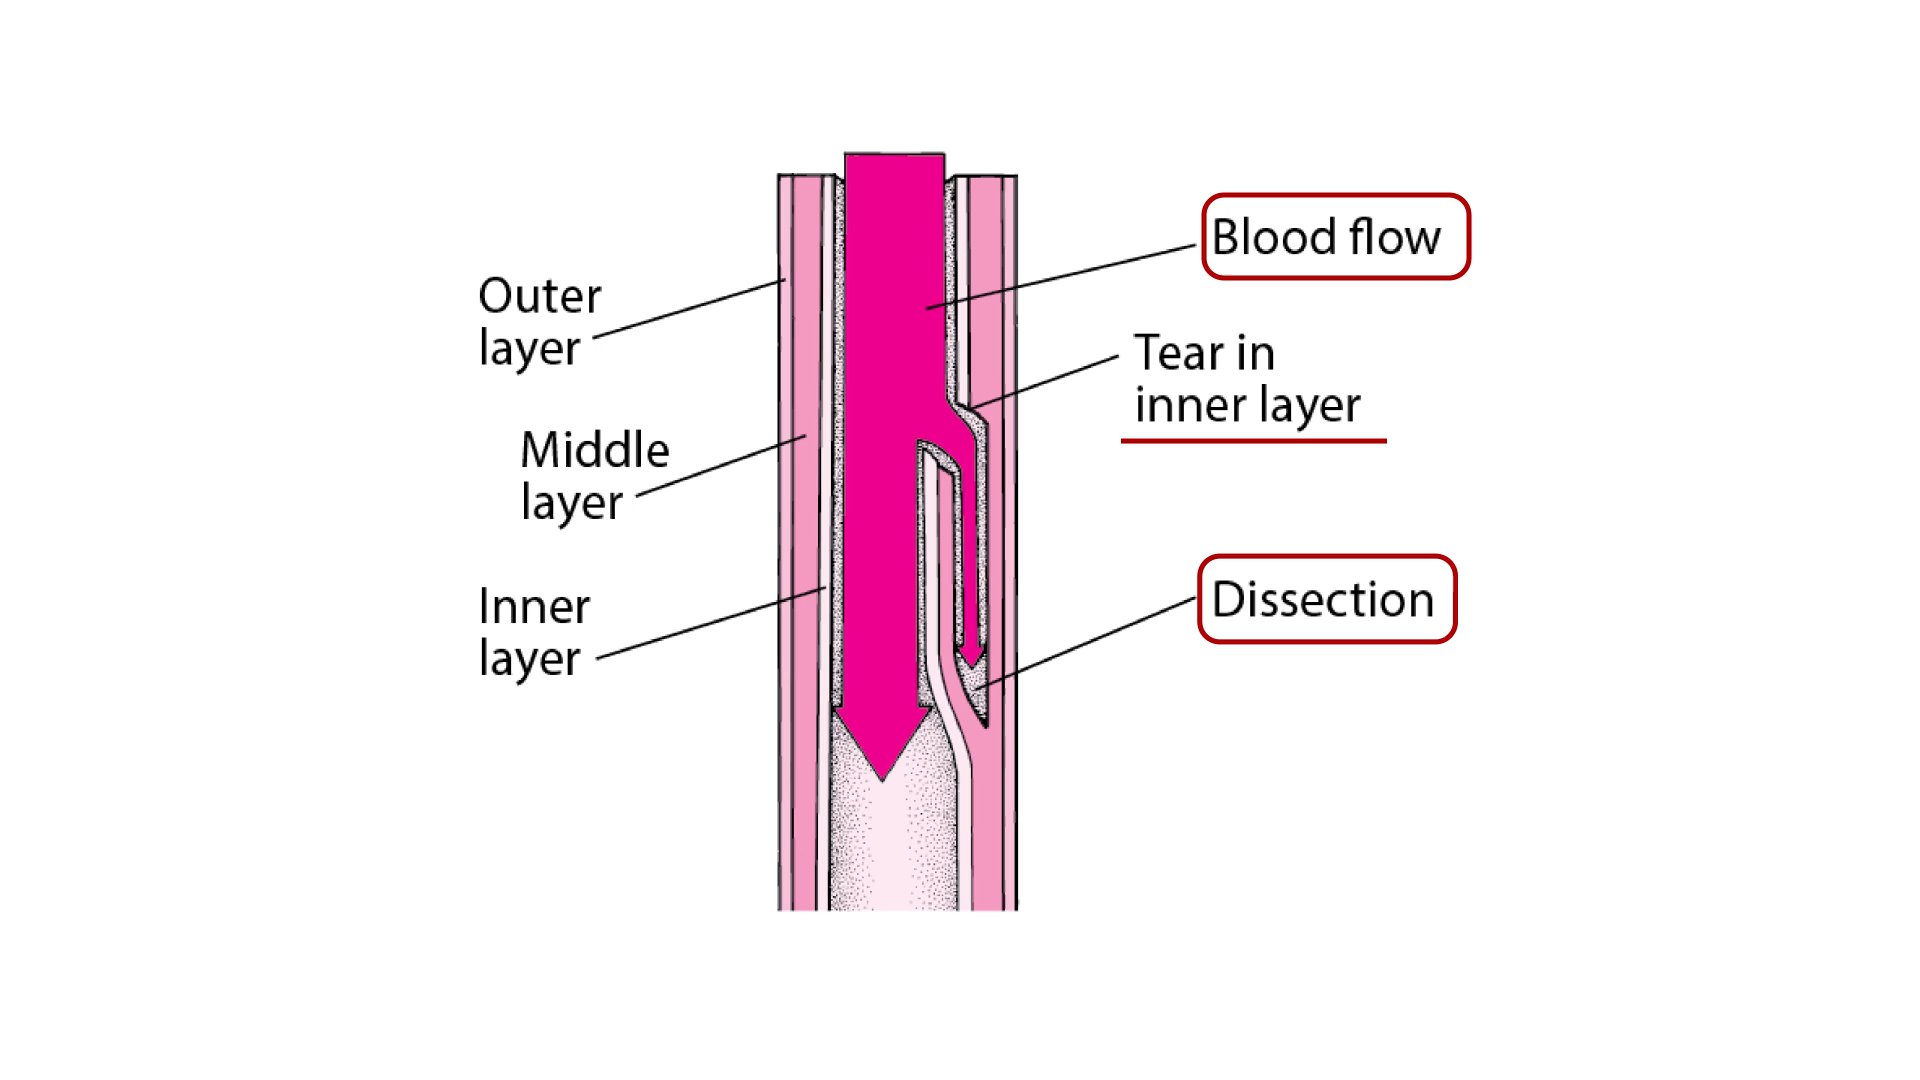 Blood flow
Outer
layer
Tear in
inner layer
Middle
layer
Dissection
Inner
layer